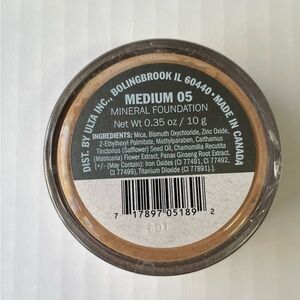 DIST. BY ULTA INC., BOLINGBROOK IL 60440 • MADE IN CANADA
MEDIUM 05
MINERAL FOUNDATION
Net Wt 0.35 oz / 10 g
INGREDIENTS: Mica, Bismuth Oxychloride, Zinc Oxide,
2-Ethylhexyl Palmitate, Methylparaben, Carthamus
Tinctorius (Safflower) Seed Oil, Chamomilla Recutita
(Matricaria) Flower Extract, Panax Ginseng Root Extract.
[+/- (May Contain): Iron Oxides (CI 77491, CI 77492,
CI 77499), Titanium Dioxide (CI 77891).]
7 17897 05189 2